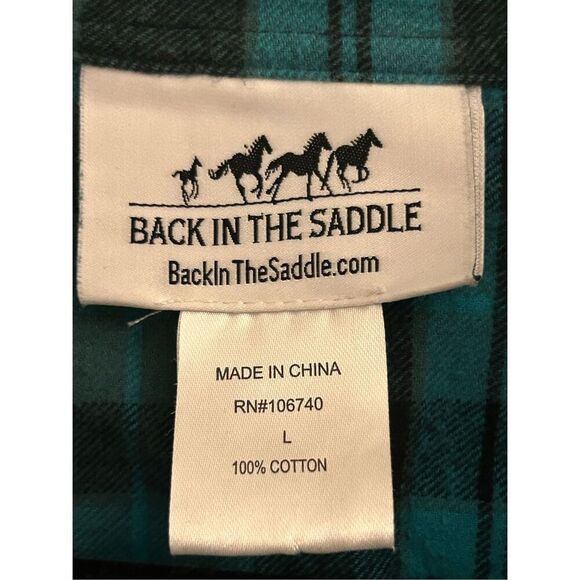 BACK IN THE SADDLE
BackInTheSaddle.com
MADE IN CHINA
RN#106740
L
100% COTTON